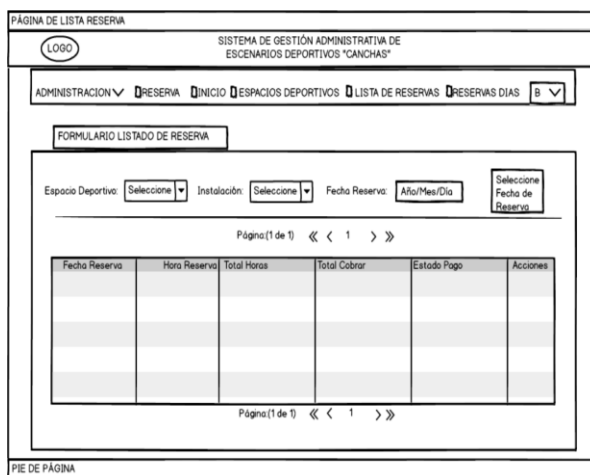 PÁGINA DE LISTA RESERVA
LOGO
SISTEMA DE GESTIÓN ADMINISTRATIVA DE
ESCENARIOS DEPORTIVOS "CANCHAS"
ADMINISTRACION RESERVA INICIO ESPACIOS DEPORTIVOS LISTA DE RESERVAS RESERVAS DIAS B
FORMULARIO LISTADO DE RESERVA
Espacio Deportivo: Seleccione Instalación: Seleccione Fecha Reserva: Año/Mes/Día
Seleccione
Fecha de
Reserva
Página:(1 de 1) 1
Fecha Reserva Hora Reserva Total Horas Total Cobrar Estado Pago Acciones
Página:(1 de 1) 1
PIE DE PÁGINA